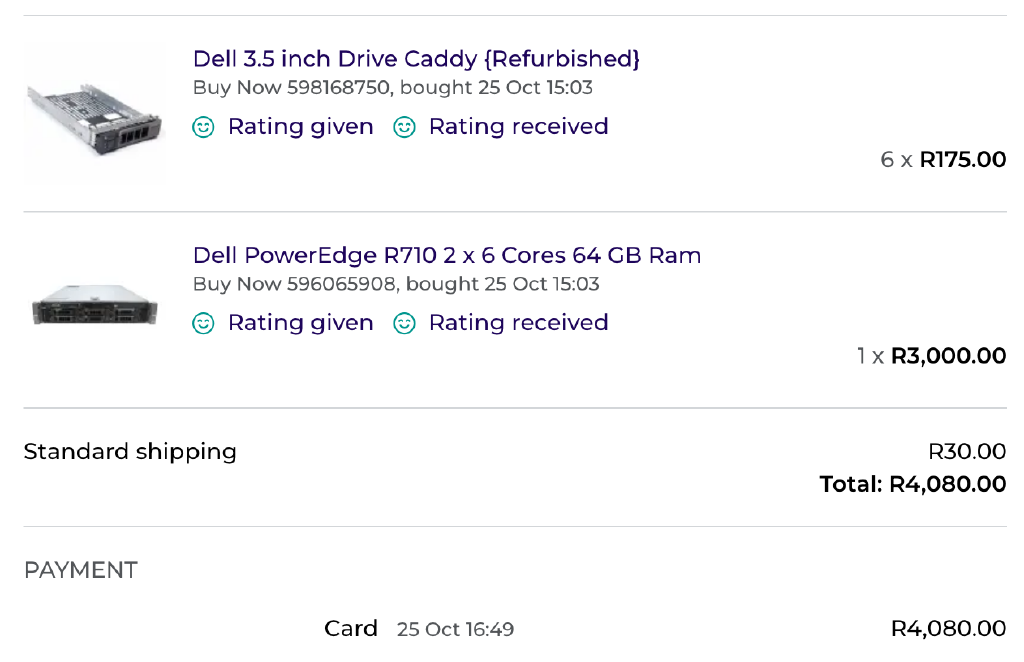 Dell 3.5 inch Drive Caddy {Refurbished}
Buy Now 598168750, bought 25 Oct 15:03
Rating given Rating received
6 x R175.00
Dell PowerEdge R710 2 x 6 Cores 64 GB Ram
Buy Now 596065908, bought 25 Oct 15:03
Rating given Rating received
1 x R3,000.00
Standard shipping R30.00
Total: R4,080.00
PAYMENT
Card 25 Oct 16:49 R4,080.00